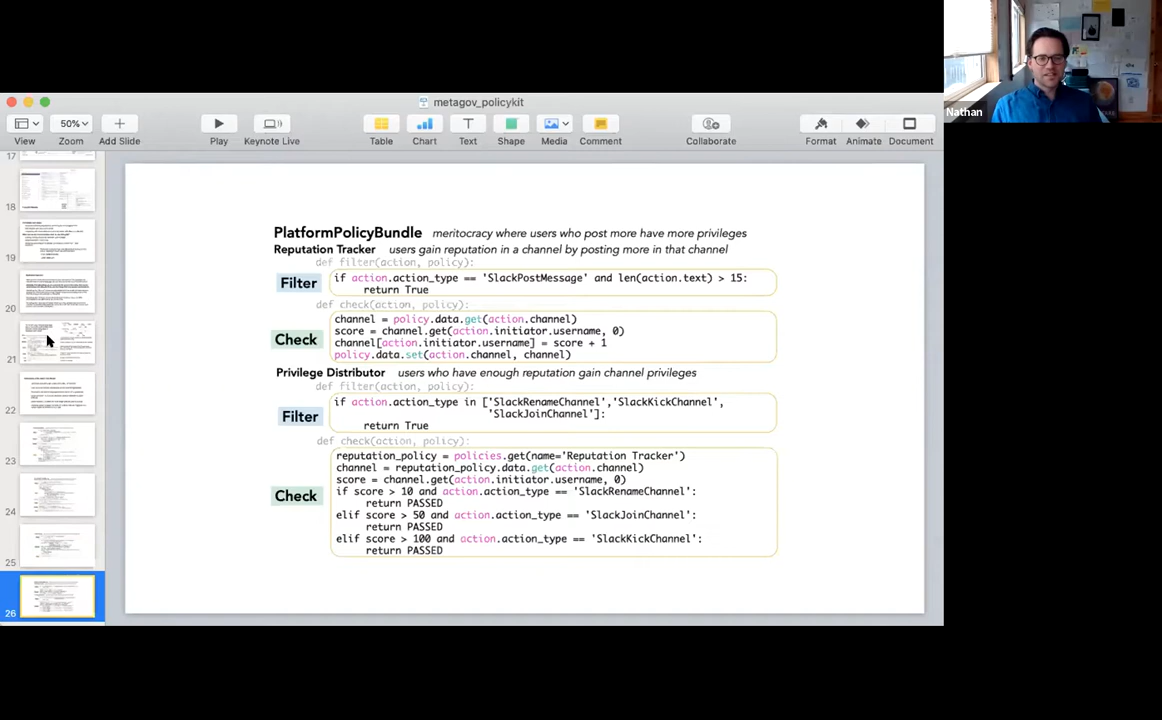 metagov_policykit
50%
View
Zoom
Add Slide
Play
Keynote Live
Table
Chart
Text
Shape
Media
Comment
Collaborate
Format
Animate
Document
Nathan
17
18
19
20
21
22
23
24
25
26
PlatformPolicyBundle meritocracy where users who post more have more privileges
Reputation Tracker users gain reputation in a channel by posting more in that channel
def filter(action, policy):
Filter
if action.action_type == 'SlackPostMessage' and len(action.text) > 15:
return True
def check(action, policy):
Check
channel = policy.data.get(action.channel)
score = channel.get(action.initiator.username, 0)
channel[action.initiator.username] = score + 1
policy.data.set(action.channel, channel)
Privilege Distributor users who have enough reputation gain channel privileges
def filter(action, policy):
Filter
if action.action_type in ['SlackRenameChannel','SlackKickChannel',
'SlackJoinChannel']:
return True
def check(action, policy):
Check
reputation_policy = policies.get(name='Reputation Tracker')
channel = reputation_policy.data.get(action.channel)
score = channel.get(action.initiator.username, 0)
if score > 10 and action.action_type == 'SlackRenameChannel':
return PASSED
elif score > 50 and action.action_type == 'SlackJoinChannel':
return PASSED
elif score > 100 and action.action_type == 'SlackKickChannel':
return PASSED